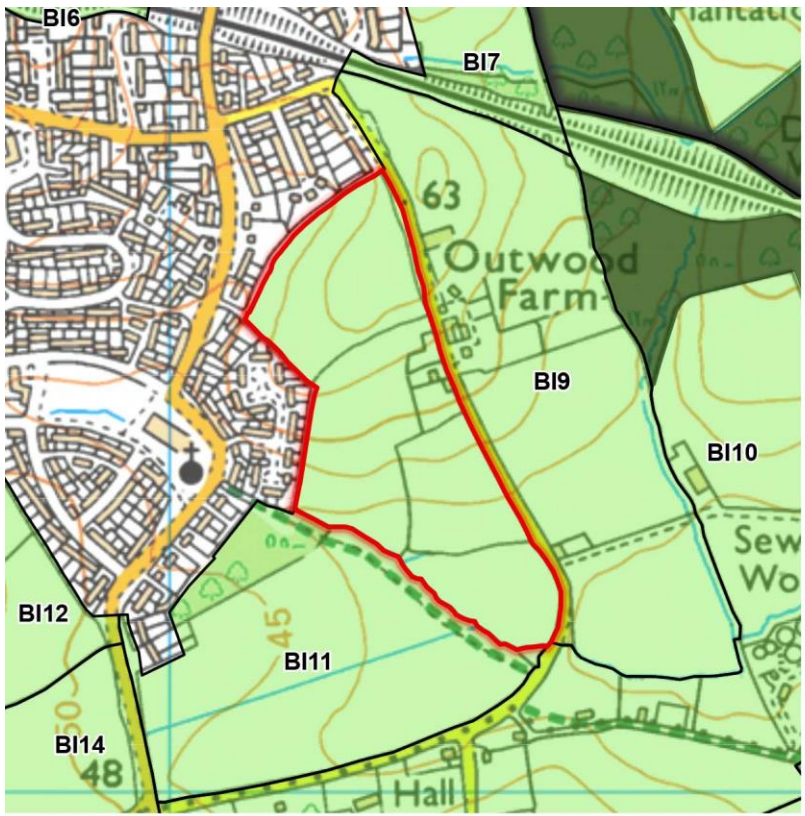 BI6
BI7
Plantatio
63
Outwood
Farm
BI9
BI10
Sew
Wo
BI12
45
BI11
50
BI14
48
Hall